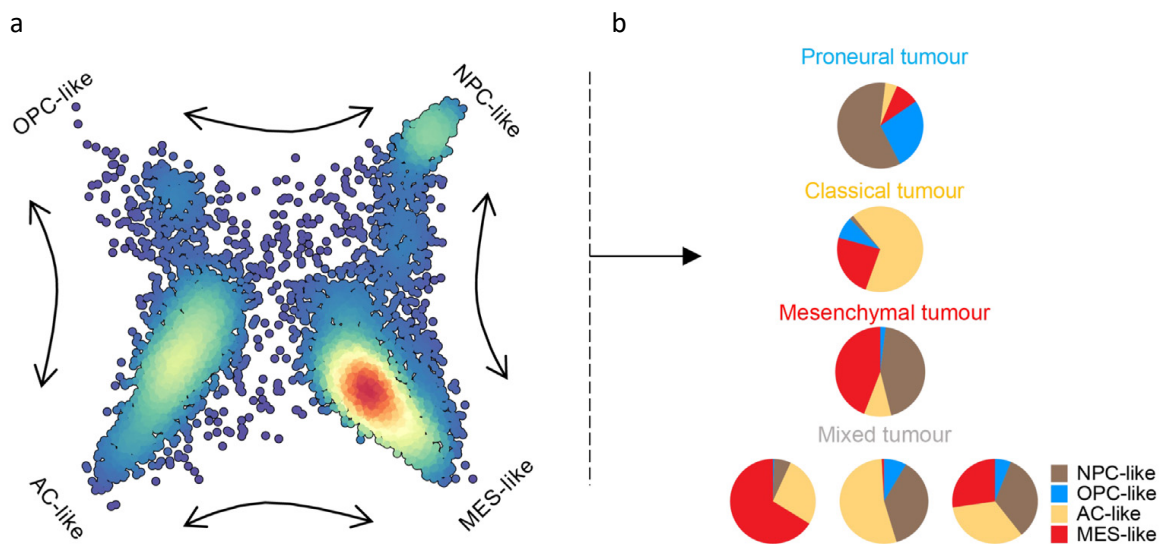 a
b
OPC-like
NPC-like
AC-like
MES-like
Proneural tumour
Classical tumour
Mesenchymal tumour
Mixed tumour
NPC-like
OPC-like
AC-like
MES-like